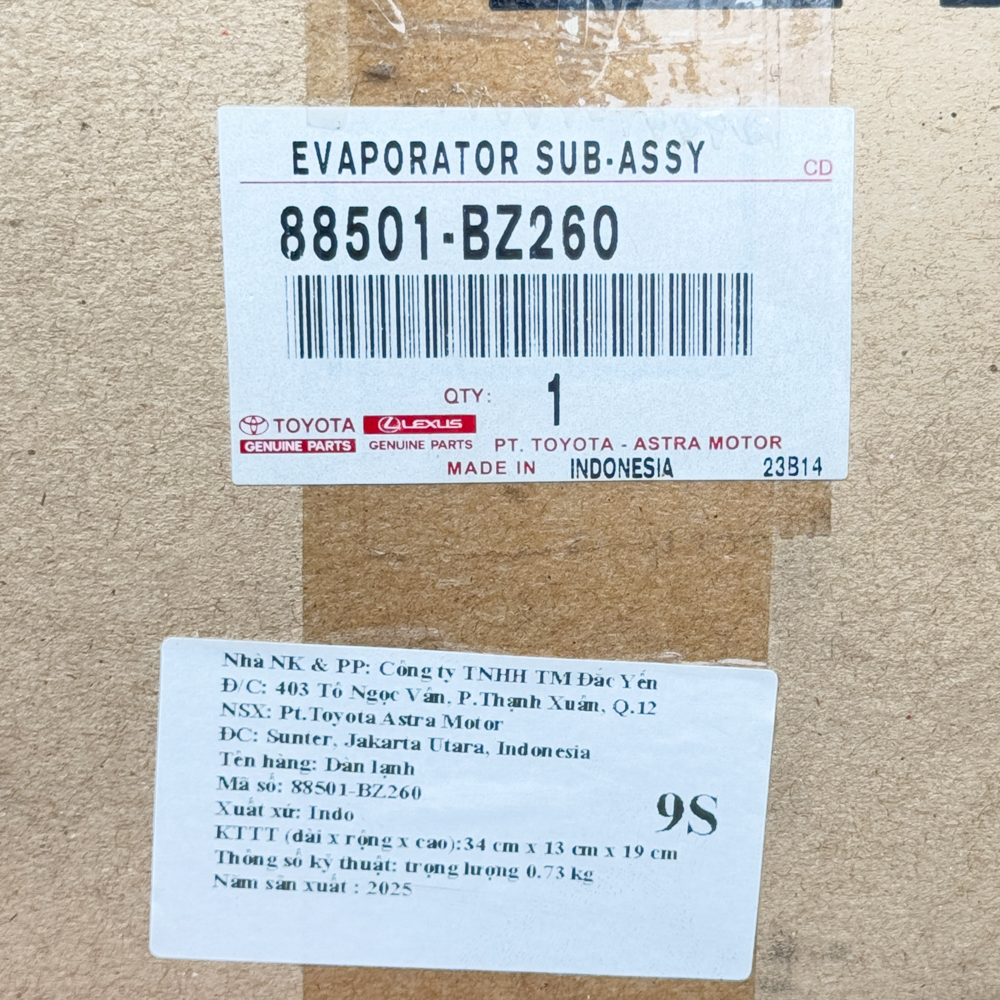 EVAPORATOR SUB-ASSY
CD
88501-BZ260
QTY: 1
TOYOTA LEXUS
GENUINE PARTS GENUINE PARTS PT. TOYOTA - ASTRA MOTOR
MADE IN INDONESIA 23B14
Nhà NK & PP: Công ty TNHH TM Đắc Yến
Đ/C: 403 Tô Ngọc Vân, P.Thạnh Xuân, Q.12
NSX: Pt.Toyota Astra Motor
ĐC: Sunter, Jakarta Utara, Indonesia
Tên hàng: Dàn lạnh
Mã số: 88501-BZ260
Xuất xứ: Indo
9S
KTTT (dài x rộng x cao):34 cm x 13 cm x 19 cm
Thông số kỹ thuật: trọng lượng 0.73 kg
Năm sản xuất : 2025